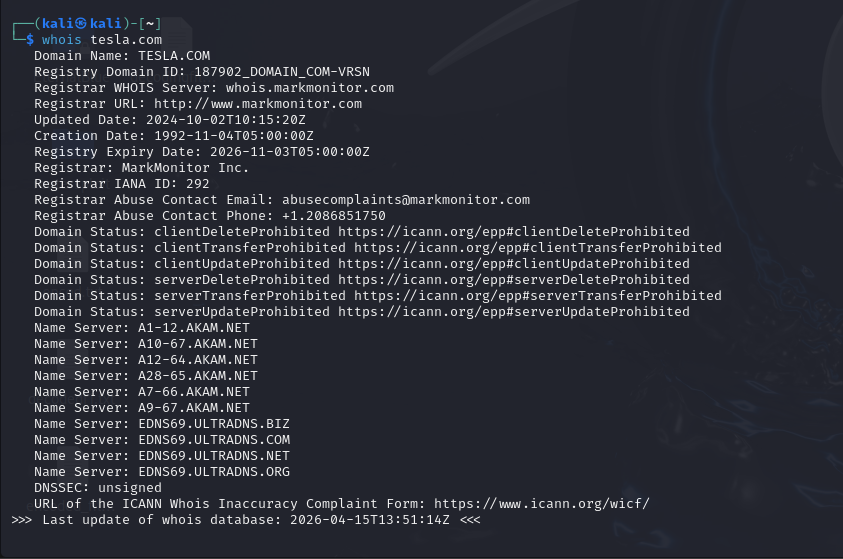 ┌──(kali㉿kali)-[~]
└─$ whois tesla.com
Domain Name: TESLA.COM
Registry Domain ID: 187902_DOMAIN_COM-VRSN
Registrar WHOIS Server: whois.markmonitor.com
Registrar URL: http://www.markmonitor.com
Updated Date: 2024-10-02T10:15:20Z
Creation Date: 1992-11-04T05:00:00Z
Registry Expiry Date: 2026-11-03T05:00:00Z
Registrar: MarkMonitor Inc.
Registrar IANA ID: 292
Registrar Abuse Contact Email: abusecomplaints@markmonitor.com
Registrar Abuse Contact Phone: +1.2086851750
Domain Status: clientDeleteProhibited https://icann.org/epp#clientDeleteProhibited
Domain Status: clientTransferProhibited https://icann.org/epp#clientTransferProhibited
Domain Status: clientUpdateProhibited https://icann.org/epp#clientUpdateProhibited
Domain Status: serverDeleteProhibited https://icann.org/epp#serverDeleteProhibited
Domain Status: serverTransferProhibited https://icann.org/epp#serverTransferProhibited
Domain Status: serverUpdateProhibited https://icann.org/epp#serverUpdateProhibited
Name Server: A1-12.AKAM.NET
Name Server: A10-67.AKAM.NET
Name Server: A12-64.AKAM.NET
Name Server: A28-65.AKAM.NET
Name Server: A7-66.AKAM.NET
Name Server: A9-67.AKAM.NET
Name Server: EDNS69.ULTRADNS.BIZ
Name Server: EDNS69.ULTRADNS.COM
Name Server: EDNS69.ULTRADNS.NET
Name Server: EDNS69.ULTRADNS.ORG
DNSSEC: unsigned
URL of the ICANN Whois Inaccuracy Complaint Form: https://www.icann.org/wicf/
>>> Last update of whois database: 2026-04-15T13:51:14Z <<<